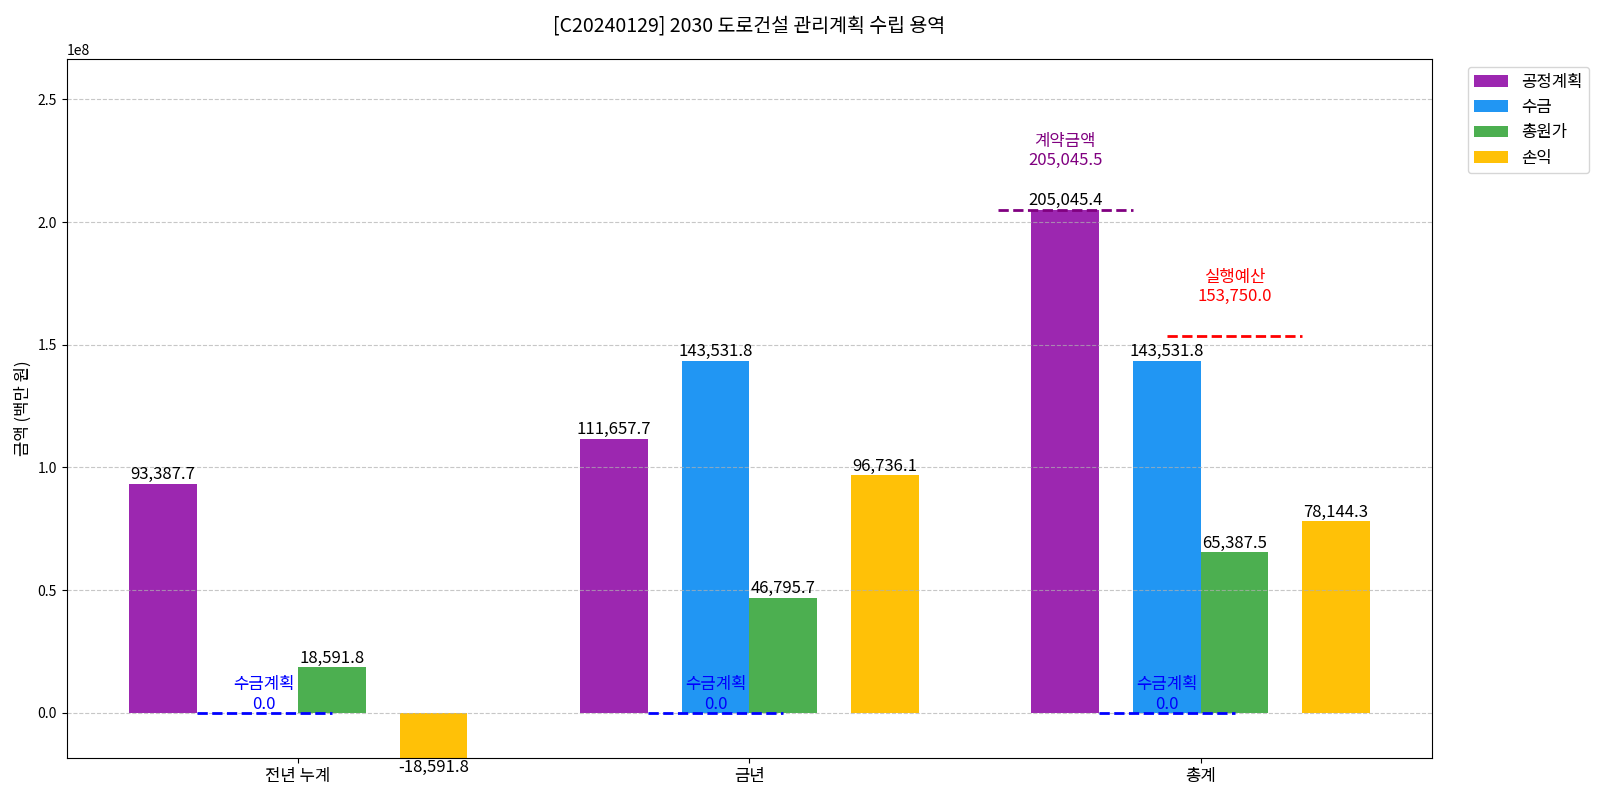 [C20240129] 2030 도로건설 관리계획 수립 용역
1e8
금액 (백만 원)
2.5
2.0
1.5
1.0
0.5
0.0
93,387.7
수금계획
0.0
18,591.8
-18,591.8
111,657.7
143,531.8
수금계획
0.0
46,795.7
96,736.1
계약금액
205,045.5
205,045.4
실행예산
153,750.0
143,531.8
수금계획
0.0
65,387.5
78,144.3
전년 누계
금년
총계
공정계획
수금
총원가
손익